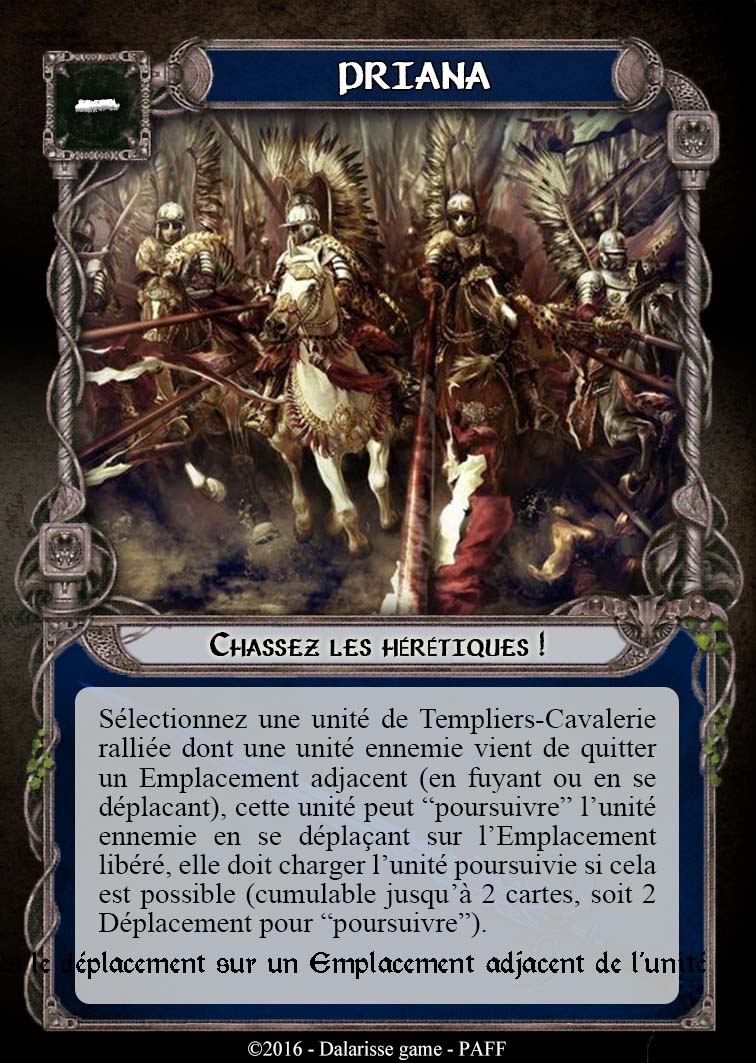 -
DRIANA
CHASSEZ LES HÉRÉTIQUES !
Sélectionnez une unité de Templiers-Cavalerie
ralliée dont une unité ennemie vient de quitter
un Emplacement adjacent (en fuyant ou en se
déplacant), cette unité peut “poursuivre” l’unité
ennemie en se déplaçant sur l’Emplacement
libéré, elle doit charger l’unité poursuivie si cela
est possible (cumulable jusqu’à 2 cartes, soit 2
Déplacement pour “poursuivre”).
le déplacement sur un Emplacement adjacent de l'unité
©2016 - Dalarisse game - PAFF